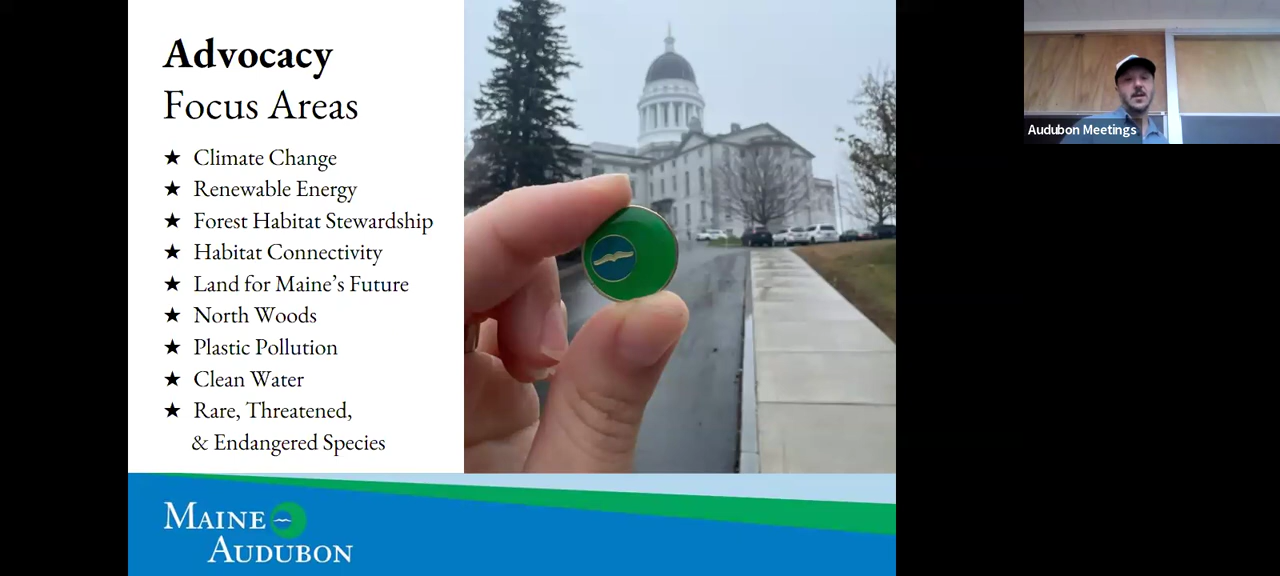 Advocacy
Focus Areas
★ Climate Change
★ Renewable Energy
★ Forest Habitat Stewardship
★ Habitat Connectivity
★ Land for Maine’s Future
★ North Woods
★ Plastic Pollution
★ Clean Water
★ Rare, Threatened,
& Endangered Species
MAINE
AUDUBON
Audubon Meetings